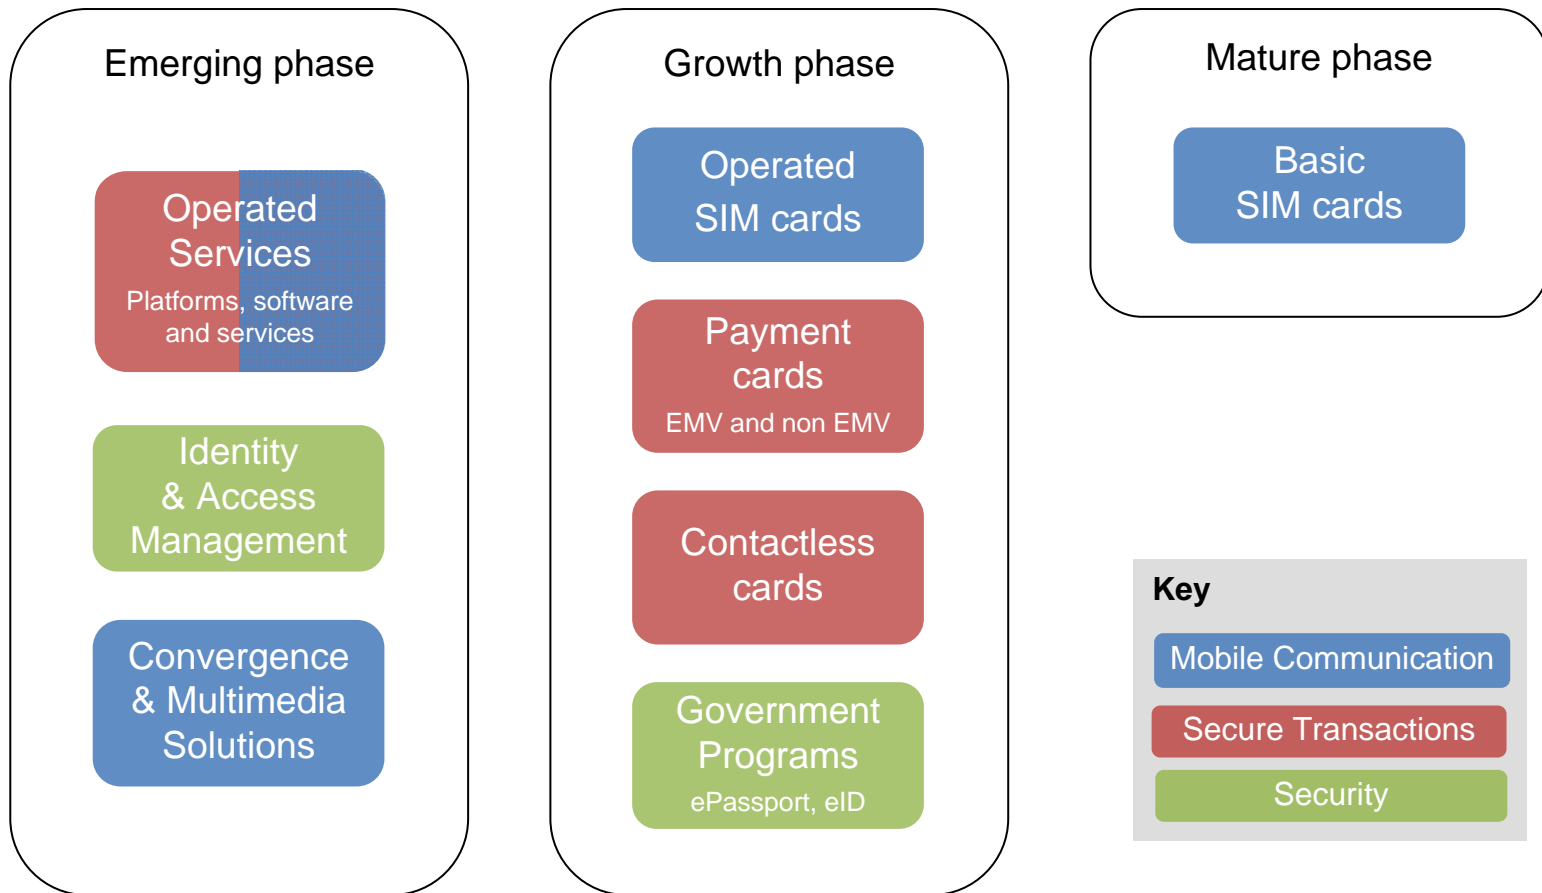 Emerging phase
Operated
Services
Platforms, software
and services
Identity
& Access
Management
Convergence
& Multimedia
Solutions
Growth phase
Operated
SIM cards
Payment
cards
EMV and non EMV
Contactless
cards
Government
Programs
ePassport, eID
Mature phase
Basic
SIM cards
Key
Mobile Communication
Secure Transactions
Security